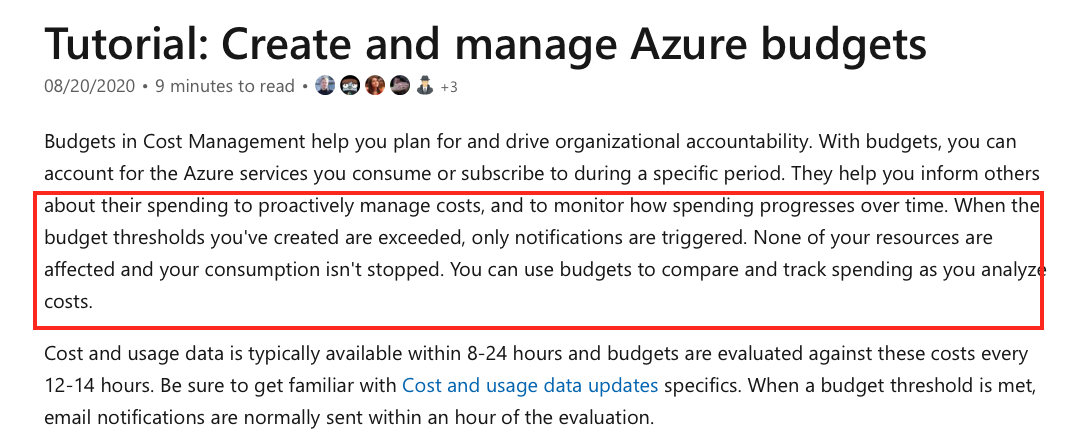 Tutorial: Create and manage Azure budgets
08/20/2020 • 9 minutes to read • +3
Budgets in Cost Management help you plan for and drive organizational accountability. With budgets, you can
account for the Azure services you consume or subscribe to during a specific period. They help you inform others
about their spending to proactively manage costs, and to monitor how spending progresses over time. When the
budget thresholds you've created are exceeded, only notifications are triggered. None of your resources are
affected and your consumption isn't stopped. You can use budgets to compare and track spending as you analyze
costs.
Cost and usage data is typically available within 8-24 hours and budgets are evaluated against these costs every
12-14 hours. Be sure to get familiar with Cost and usage data updates specifics. When a budget threshold is met,
email notifications are normally sent within an hour of the evaluation.